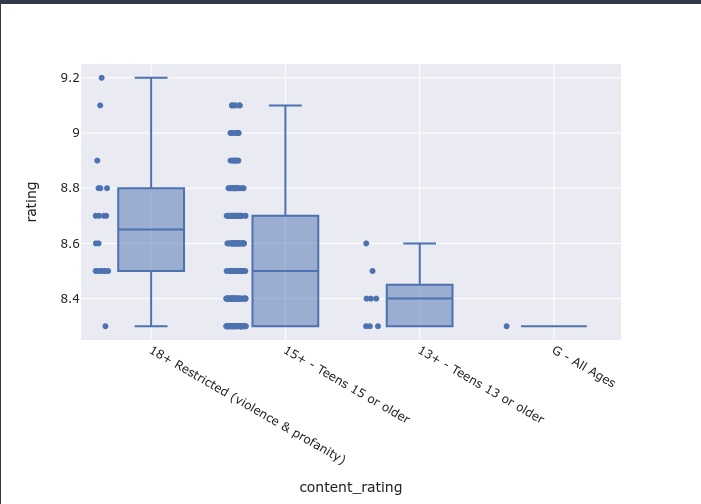 9.2
9
8.8
8.6
8.4
rating
18+ Restricted (violence & profanity)
15+ - Teens 15 or older
13+ - Teens 13 or older
G - All Ages
content_rating